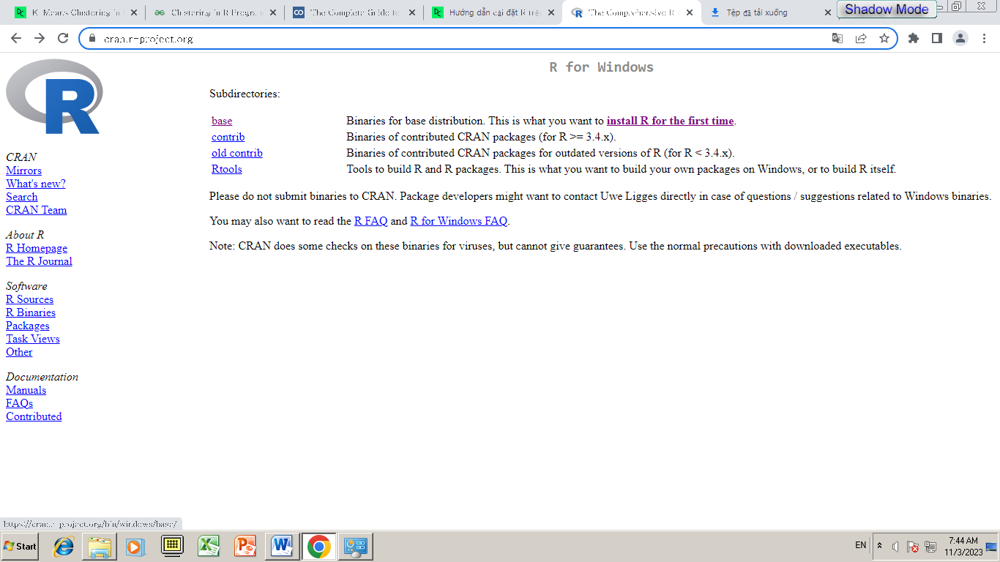 K-Means Clustering in
Clustering in R Program
The Complete Guide to
Hướng dẫn cài đặt R trên
The Comprehensive R
Tệp đã tải xuống
Shadow Mode
cran.r-project.org
R
R for Windows
Subdirectories:
base Binaries for base distribution. This is what you want to install R for the first time.
contrib Binaries of contributed CRAN packages (for R >= 3.4.x).
old contrib Binaries of contributed CRAN packages for outdated versions of R (for R < 3.4.x).
Rtools Tools to build R and R packages. This is what you want to build your own packages on Windows, or to build R itself.
Please do not submit binaries to CRAN. Package developers might want to contact Uwe Ligges directly in case of questions / suggestions related to Windows binaries.
You may also want to read the R FAQ and R for Windows FAQ.
Note: CRAN does some checks on these binaries for viruses, but cannot give guarantees. Use the normal precautions with downloaded executables.
CRAN
Mirrors
What's new?
Search
CRAN Team
About R
R Homepage
The R Journal
Software
R Sources
R Binaries
Packages
Task Views
Other
Documentation
Manuals
FAQs
Contributed
https://cran.r-project.org/bin/windows/base/
Start
EN
7:44 AM
11/3/2023